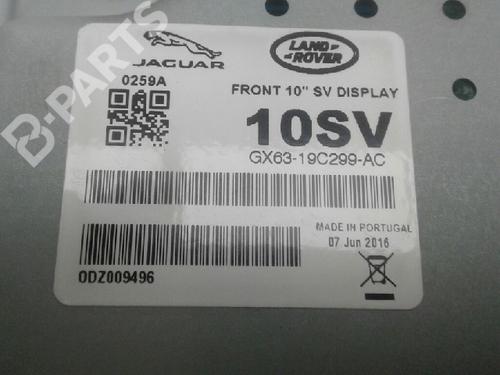 B-PARTS
JAGUAR
LAND
ROVER
0259A
FRONT 10" SV DISPLAY
10SV
GX63-19C299-AC
MADE IN PORTUGAL
07 Jun 2016
0DZ009496